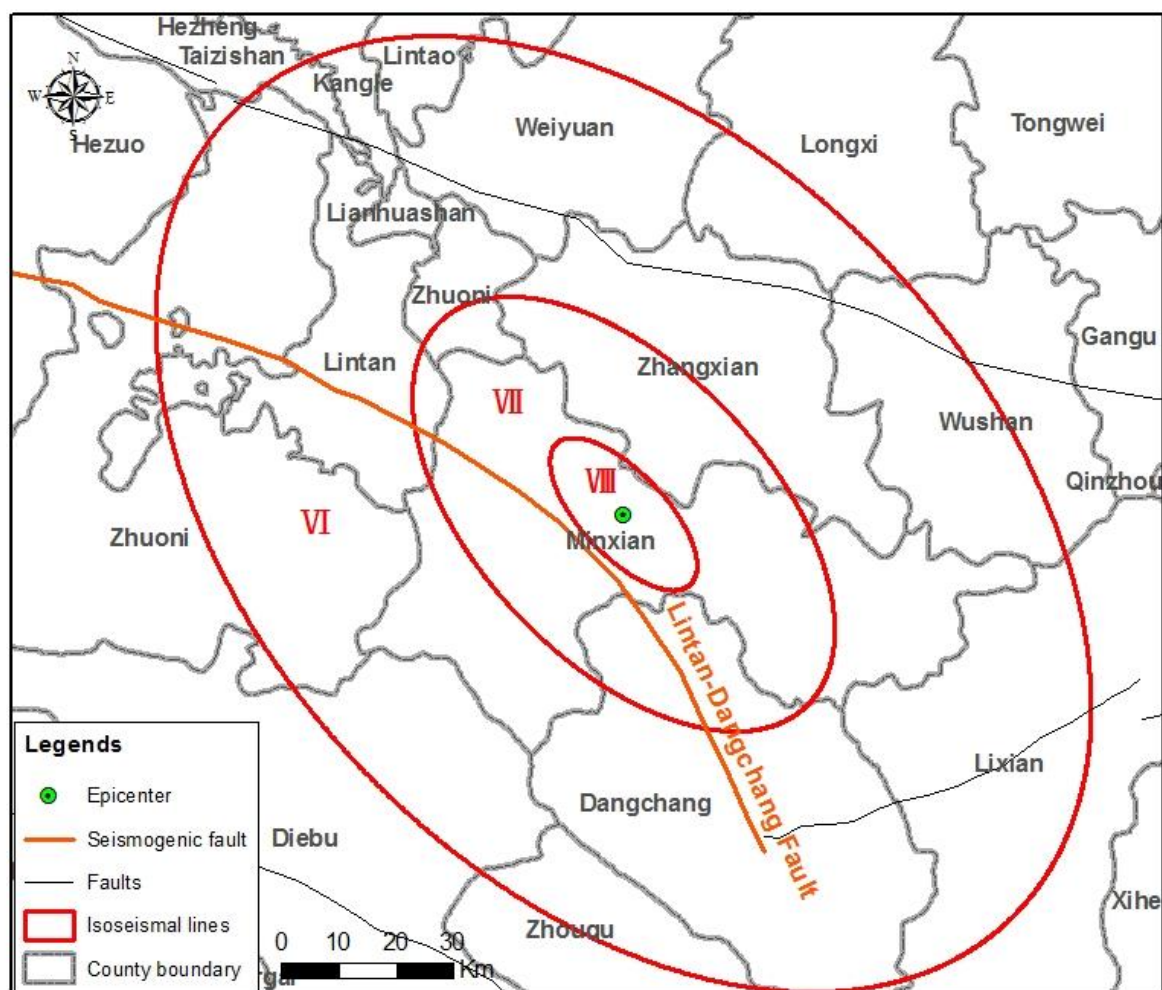 Hezheng
Taizishan
Lintao
Kangle
N
W E
S
Hezuo
Weiyuan
Longxi
Tongwei
Lianhuashan
Zhuoni
Lintan
Zhangxian
Gangu
Ⅶ
Wushan
Ⅷ
Qinzhou
Ⅵ
Zhuoni
Minxian
Lintan-Dangchang Fault
Lixian
Dangchang
Diebu
Zhouqu
Xihe
Legends
Epicenter
Seismogenic fault
Faults
Isoseismal lines
County boundary
0 10 20 30
Km